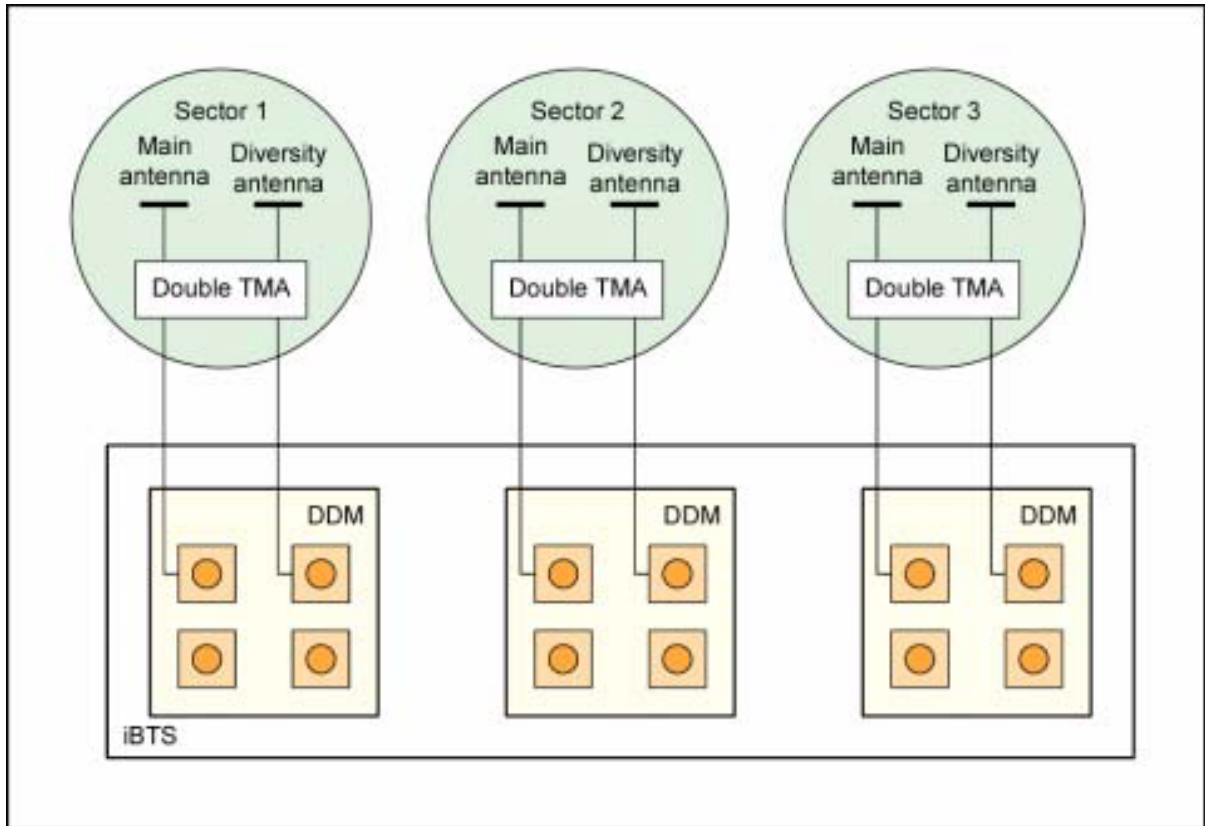 Sector 1
Main antenna
Diversity antenna
Double TMA
Sector 2
Main antenna
Diversity antenna
Double TMA
Sector 3
Main antenna
Diversity antenna
Double TMA
DDM
DDM
DDM
iBTS